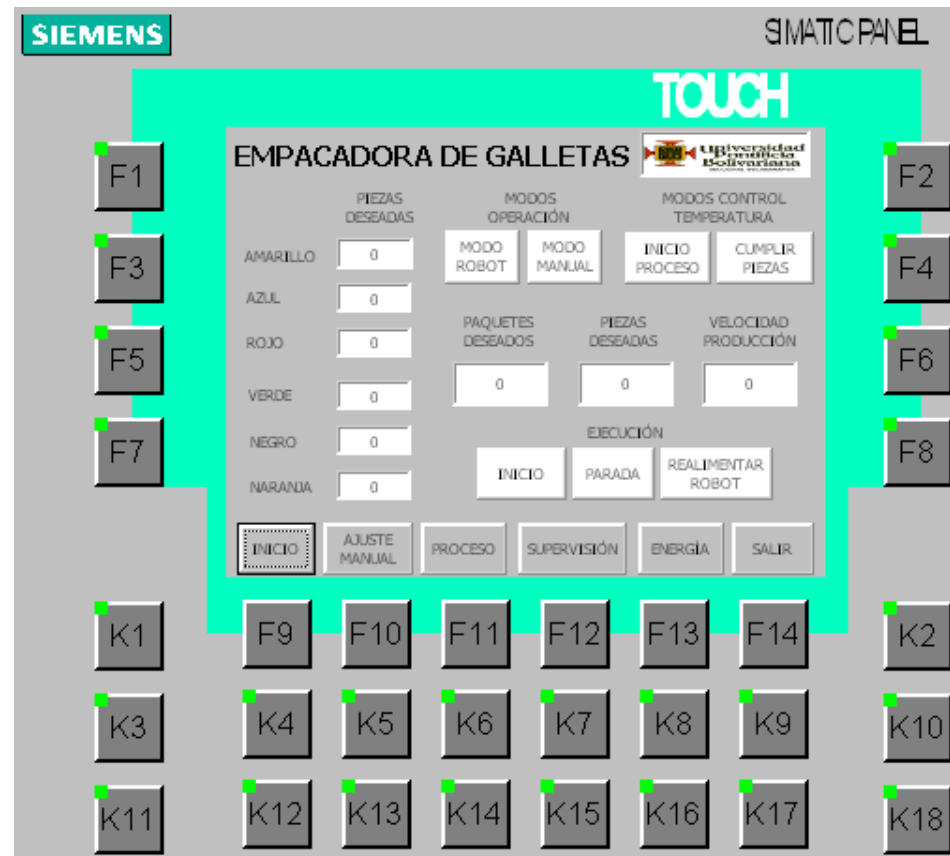 SIEMENS
SIMATIC PANEL
TOUCH
EMPACADORA DE GALLETAS
Universidad
Pontificia
Bolivariana
PIEZAS
DESEADAS
AMARILLO 0
AZUL 0
ROJO 0
VERDE 0
NEGRO 0
NARANJA 0
MODOS
OPERACIÓN
MODO
ROBOT
MODO
MANUAL
MODOS CONTROL
TEMPERATURA
INICIO
PROCESO
CUMPLIR
PIEZAS
PAQUETES
DESEADOS
0
PIEZAS
DESEADAS
0
VELOCIDAD
PRODUCCIÓN
0
EJECUCIÓN
INICIO
PARADA
REALIMENTAR
ROBOT
INICIO
AJUSTE
MANUAL
PROCESO
SUPERVISIÓN
ENERGÍA
SALIR
F1
F2
F3
F4
F5
F6
F7
F8
K1 F9 F10 F11 F12 F13 F14 K2
K3 K4 K5 K6 K7 K8 K9 K10
K11 K12 K13 K14 K15 K16 K17 K18